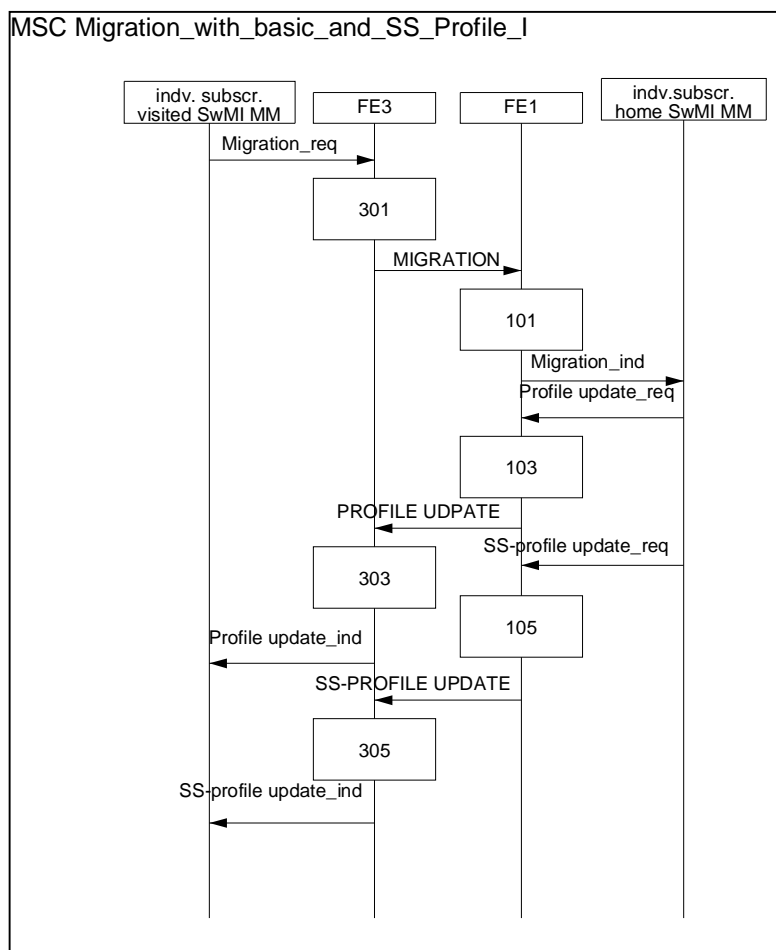 MSC Migration_with_basic_and_SS_Profile_I
indv. subscr.
visited SwMI MM
FE3
FE1
indv.subscr.
home SwMI MM
Migration_req
301
MIGRATION
101
Migration_ind
Profile update_req
103
PROFILE UDPATE
SS-profile update_req
303
105
Profile update_ind
SS-PROFILE UPDATE
305
SS-profile update_ind